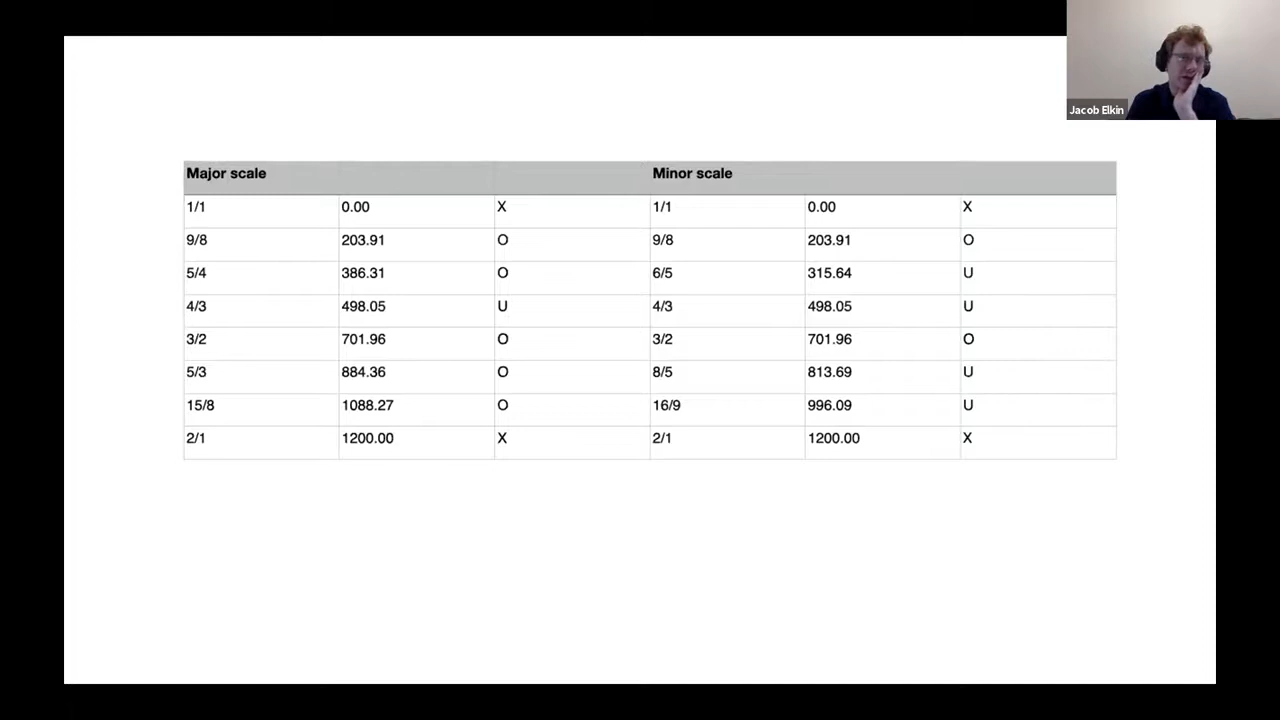 Jacob Elkin
Major scale Minor scale
1/1 0.00 X 1/1 0.00 X
9/8 203.91 O 9/8 203.91 O
5/4 386.31 O 6/5 315.64 U
4/3 498.05 U 4/3 498.05 U
3/2 701.96 O 3/2 701.96 O
5/3 884.36 O 8/5 813.69 U
15/8 1088.27 O 16/9 996.09 U
2/1 1200.00 X 2/1 1200.00 X